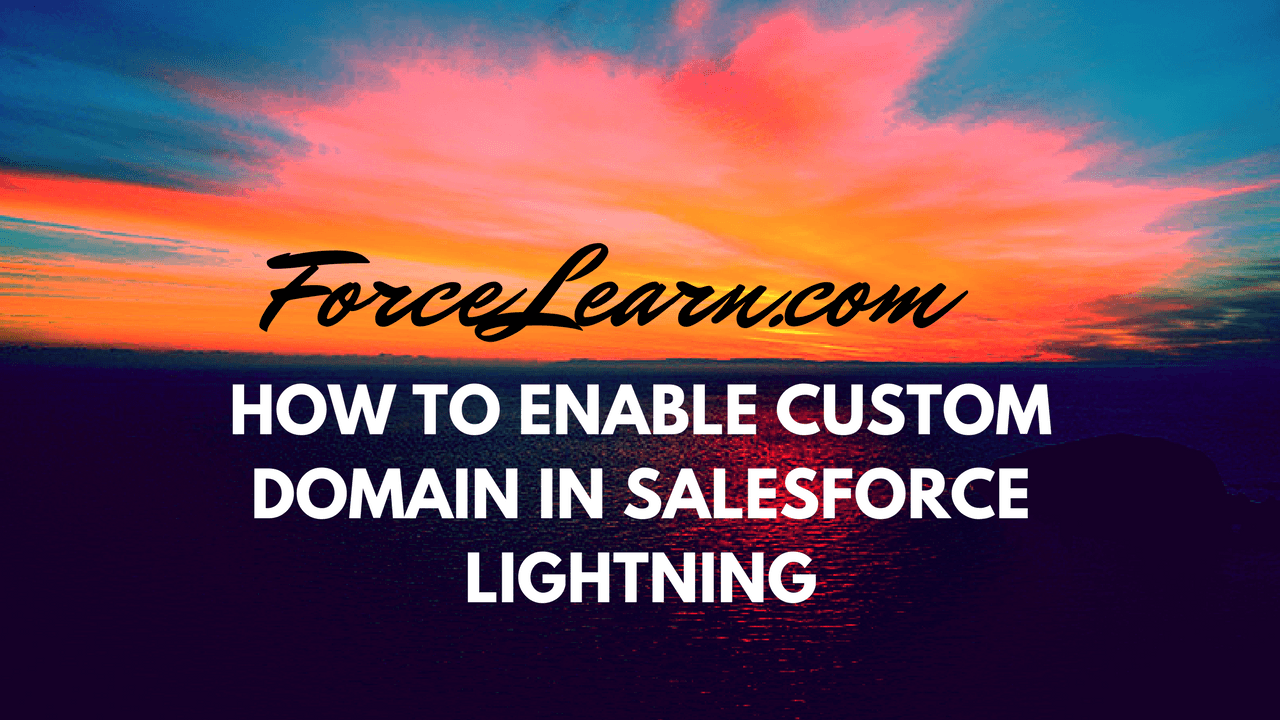 ForceLearn.com
HOW TO ENABLE CUSTOM
DOMAIN IN SALESFORCE
LIGHTNING